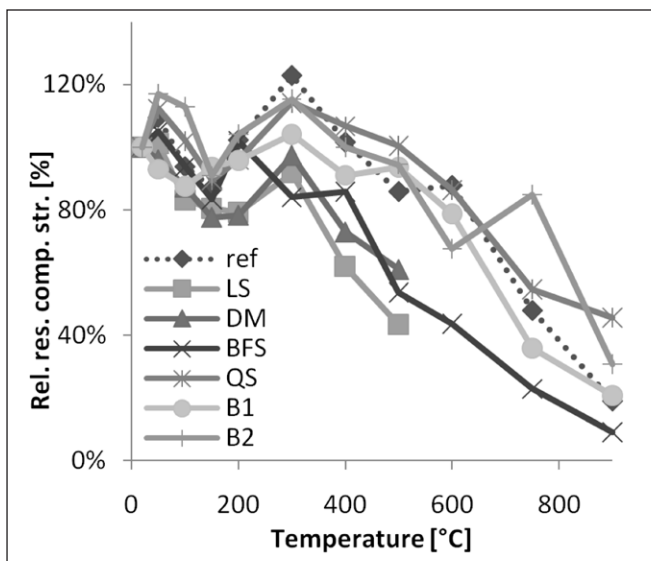 Rel. res. comp. str. [%]
120%
80%
40%
0%
ref
LS
DM
BFS
QS
B1
B2
0 200 400 600 800
Temperature [°C]